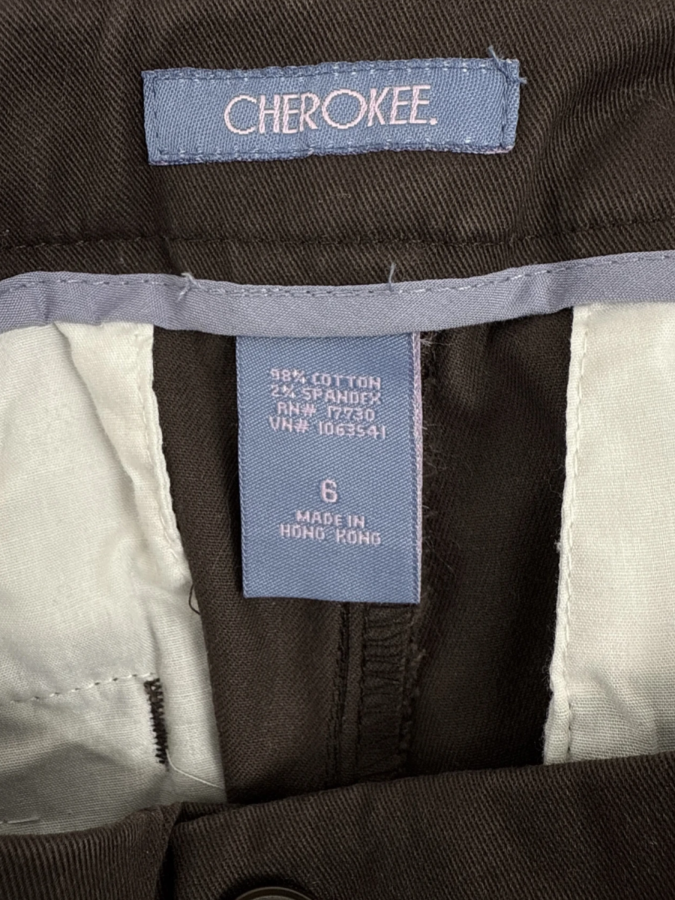 CHEROKEE.
98% COTTON
2% SPANDEX
RN# 17730
VN# 1063541
6
MADE IN
HONG KONG